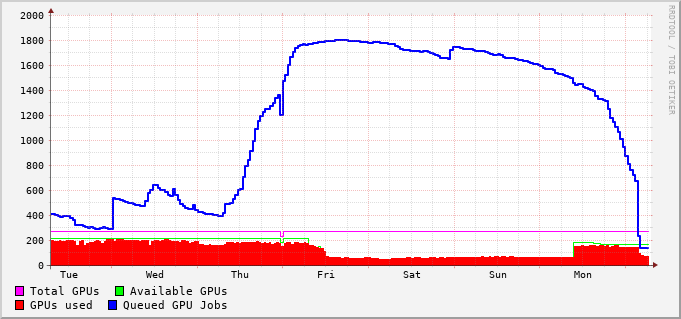 2000
1800
1600
1400
1200
1000
800
600
400
200
0
Tue Wed Thu Fri Sat Sun Mon
Total GPUs Available GPUs
GPUs used Queued GPU Jobs
RRDTOOL / TOBI OETIKER